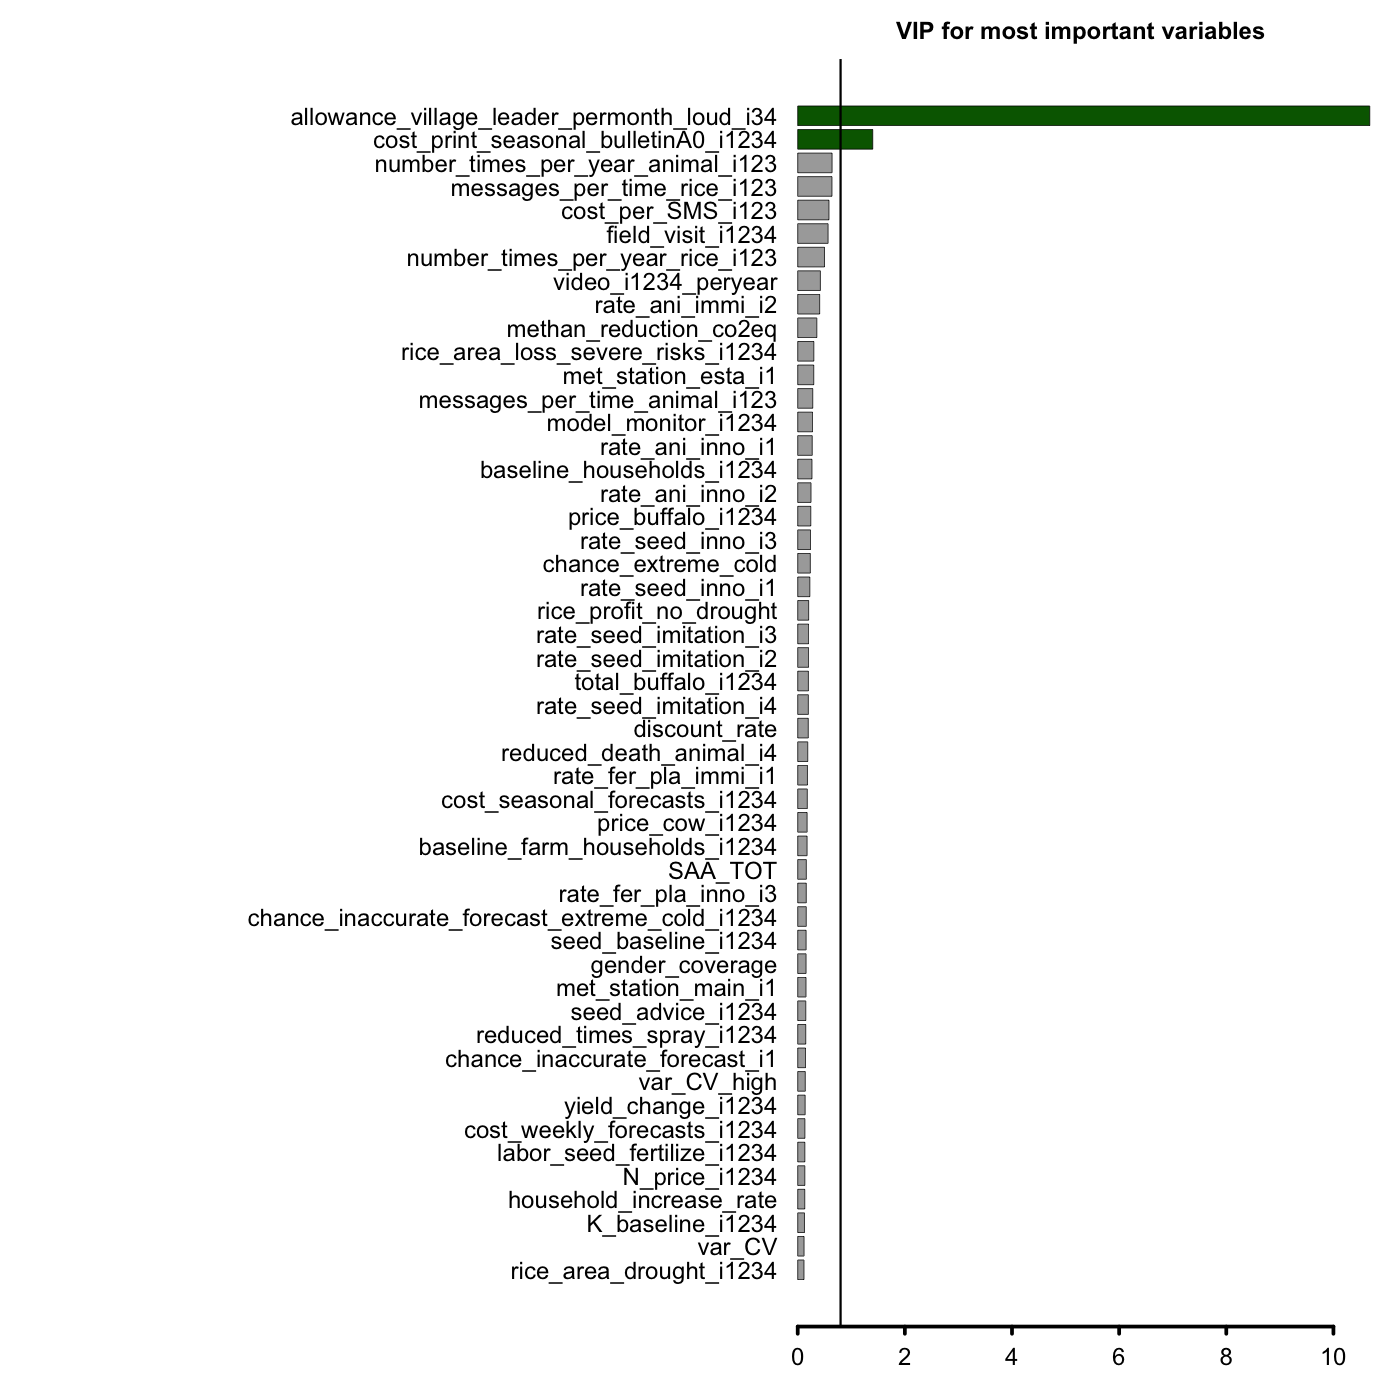 VIP for most important variables
allowance_village_leader_permonth_loud_i34
cost_print_seasonal_bulletinA0_i1234
number_times_per_year_animal_i123
messages_per_time_rice_i123
cost_per_SMS_i123
field_visit_i1234
number_times_per_year_rice_i123
video_i1234_peryear
rate_ani_immi_i2
methan_reduction_co2eq
rice_area_loss_severe_risks_i1234
met_station_esta_i1
messages_per_time_animal_i123
model_monitor_i1234
rate_ani_inno_i1
baseline_households_i1234
rate_ani_inno_i2
price_buffalo_i1234
rate_seed_inno_i3
chance_extreme_cold
rate_seed_inno_i1
rice_profit_no_drought
rate_seed_imitation_i3
rate_seed_imitation_i2
total_buffalo_i1234
rate_seed_imitation_i4
discount_rate
reduced_death_animal_i4
rate_fer_pla_immi_i1
cost_seasonal_forecasts_i1234
price_cow_i1234
baseline_farm_households_i1234
SAA_TOT
rate_fer_pla_inno_i3
chance_inaccurate_forecast_extreme_cold_i1234
seed_baseline_i1234
gender_coverage
met_station_main_i1
seed_advice_i1234
reduced_times_spray_i1234
chance_inaccurate_forecast_i1
var_CV_high
yield_change_i1234
cost_weekly_forecasts_i1234
labor_seed_fertilize_i1234
N_price_i1234
household_increase_rate
K_baseline_i1234
var_CV
rice_area_drought_i1234
0 2 4 6 8 10